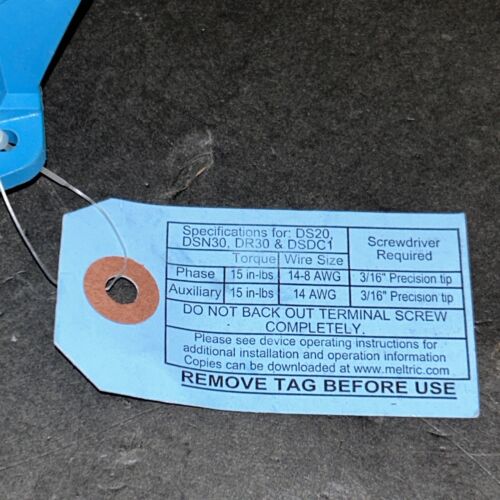 Specifications for: DS20,
DSN30, DR30 & DSDC1
Screwdriver
Required
Torque Wire Size
Phase 15 in-lbs 14-8 AWG 3/16" Precision tip
Auxiliary 15 in-lbs 14 AWG 3/16" Precision tip
DO NOT BACK OUT TERMINAL SCREW
COMPLETELY.
Please see device operating instructions for
additional installation and operation information
Copies can be downloaded at www.meltric.com
REMOVE TAG BEFORE USE